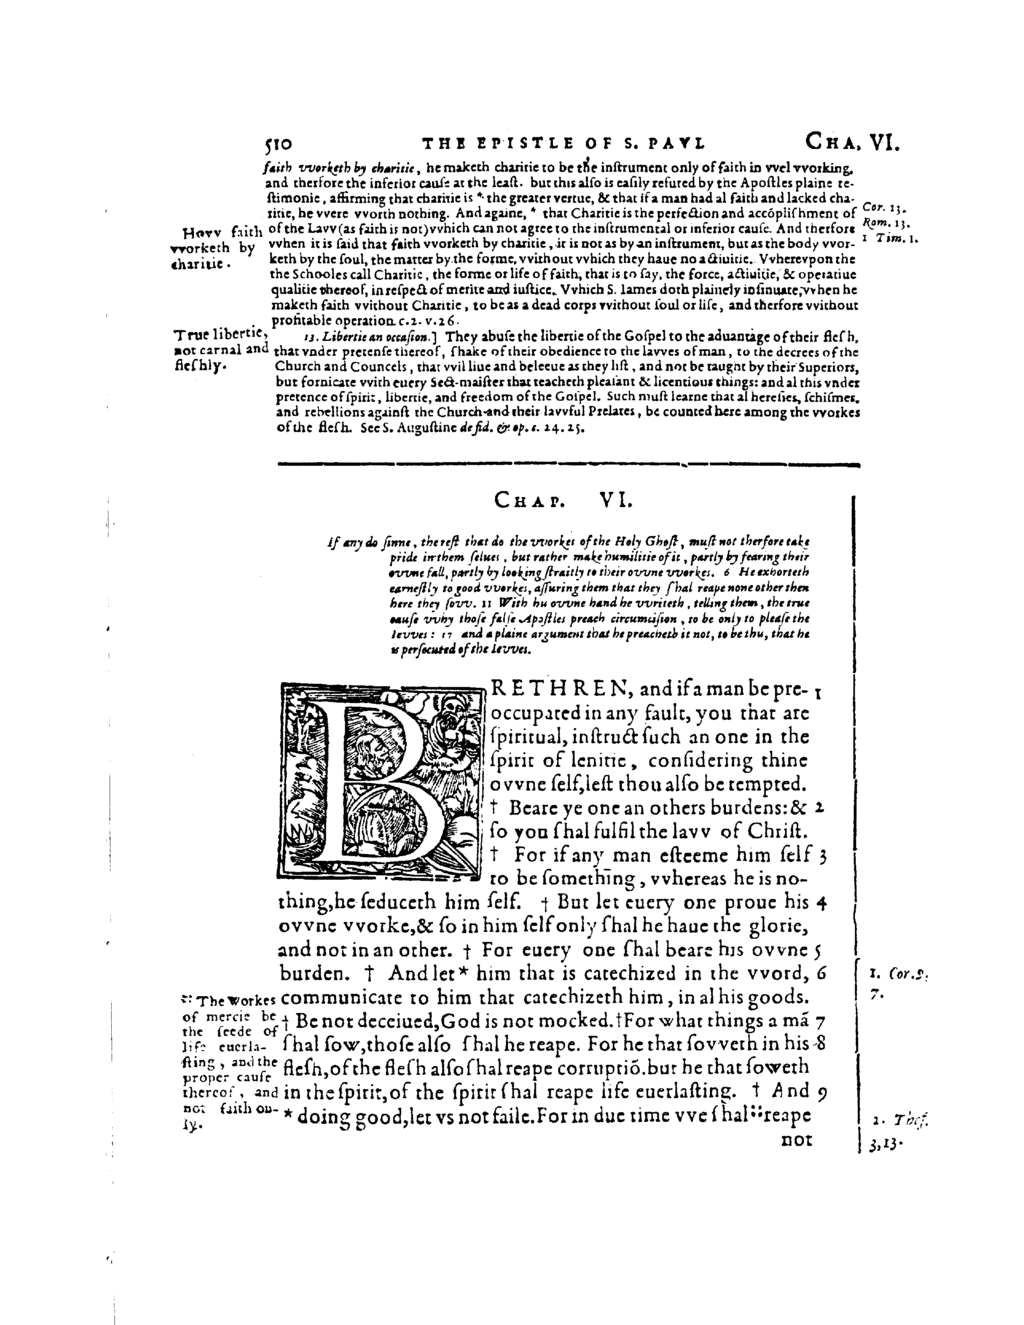 510 THE EPISTLE OF S. PAVL CHA. VI.
faith vvorketh by charitie, he maketh charitie to be the inſtrument only of faith in vvel vvorking,
and therfore the inferior cauſe at the leaſt. but this alſo is eaſily refuted by the Apoſtles plaine te-
ſtimonie, affirming that charitie is * the greater vertue, & that if a man had al faith and lacked cha-
ritie, he vvere vvorth nothing. And againe, * that Charitie is the perfection and accõpliſhment of
of the Lavv (as faith is not) vvhich can not agree to the inſtrumental or inferior cauſe. And therfore
vvhen it is ſaid that faith vvorketh by charitie, it is not as by an inſtrument, but as the body vvor-
keth by the ſoul, the matter by the forme, vvithout vvhich they haue no actiuitie. Vvherevpon the
the Schooles call Charitie, the forme or life of faith, that is to ſay, the force, actiuitie, & operatiue
qualitie thereof, in reſpect of merite and iuſtice. Vvhich S. Iames doth plainely inſinuate, vvhen he
maketh faith vvithout Charitie, to be as a dead corps vvithout ſoul or life, and therfore vvithout
profitable operation. c. 2. v. 26.
Cor. 13.
Rom. 13.
1 Tim. 1.
Hovv faith
vvorketh by
charitie.
13. Libertie an occaſion.] They abuſe the libertie of the Goſpel to the aduantage of their fleſh,
that vnder pretenſe thereof, ſhake of their obedience to the lavves of man, to the decrees of the
Church and Councels, that vvil liue and beleeue as they liſt, and not be taught by their Superiors,
but fornicate vvith euery Sect-maiſter that teacheth pleaſant & licentious things: and al this vnder
pretence of ſpirit, libertie, and freedom of the Goſpel. Such muſt learne that al hereſies, ſchiſmes,
and rebellions againſt the Church and their lavvful Prelates, be counted here among the vvorkes
of the fleſh. See S. Auguſtine de fid. & op. c. 24. 25.
True libertie,
not carnal and
fleſhly.
CHAP. VI.
If any do ſinne, the reſt that do the vvorkes of the Holy Ghoſt, muſt not therfore take
pride in them ſelues, but rather make humilitie of it, partly by fearing their
ovvne fall, partly by looking ſtraitly to their ovvne vvorkes. 6 He exhorteth
earneſtly to good vvorkes, aſſuring them that they ſhal reape none other then
here they ſovv. 11 With his ovvne hand he vvriteth, telling them, the true
cauſe vvhy thoſe falſe Apoſtles preach circumciſion, to be only to pleaſe the
Ievves: 17 and a plaine argument that he preacheth it not, to be this, that he
is perſecuted of the Ievves.
BRETHREN, and if a man be pre- 1
occupated in any fault, you that are
ſpiritual, inſtruct ſuch an one in the
ſpirit of lenitie, conſidering thine
ovvne ſelf, leſt thou alſo be tempted.
† Beare ye one an others burdens: & 2
ſo you ſhal fulfil the lavv of Chriſt.
† For if any man eſteeme him ſelf 3
to be ſomething, vvhereas he is no-
thing, he ſeduceth him ſelf. † But let euery one proue his 4
ovvne vvorke, & ſo in him ſelf only ſhal he haue the glorie,
and not in an other. † For euery one ſhal beare his ovvne 5
burden. † And let * him that is catechized in the vvord, 6
communicate to him that catechizeth him, in al his goods.
† Be not deceiued, God is not mocked. † For what things a mã 7
ſhal ſow, thoſe alſo ſhal he reape. For he that ſovveth in his 8
fleſh, of the fleſh alſo ſhal reape corruptiõ. but he that ſoweth
in the ſpirit, of the ſpirit ſhal reape life euerlaſting. † And 9
* doing good, let vs not faile. For in due time vve ſhal :: reape
not
:: The workes
of mercie be
the ſeede of
life euerla-
ſting, and the
proper cauſe
thereof, and
not faith on-
ly.
1. Cor. 9.
7.
2. Theſ.
3, 13.